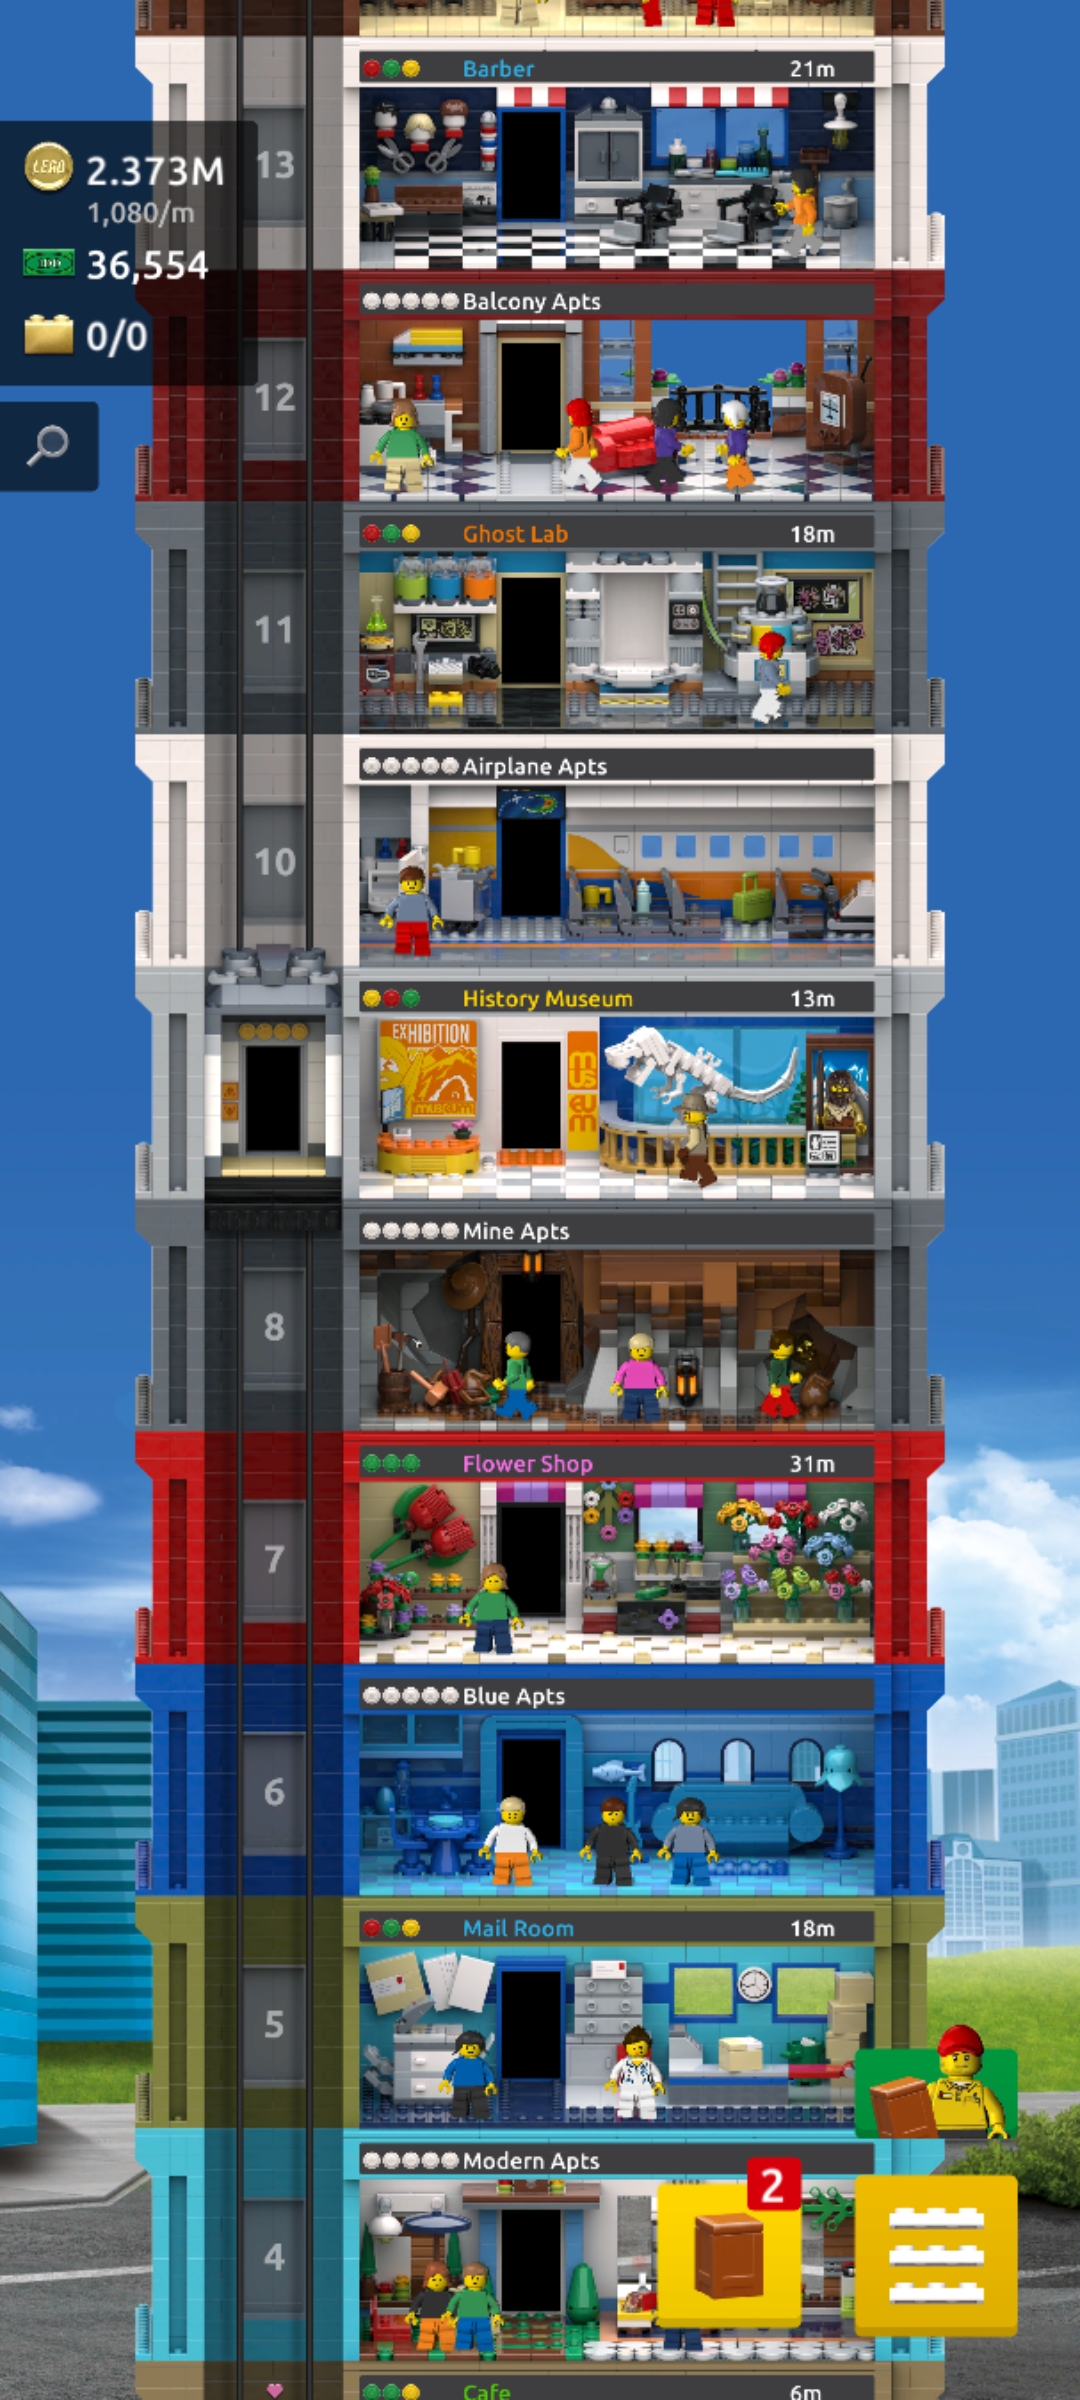 Barber 21m
13
LEGO 2.373M
1,080/m
36,554
0/0
Balcony Apts
12
Ghost Lab 18m
11
Airplane Apts
10
History Museum 13m
EXHIBITION
museum
mus
eum
Mine Apts
8
Flower Shop 31m
7
Blue Apts
6
Mail Room 18m
5
Modern Apts
2
4
Cafe 6m